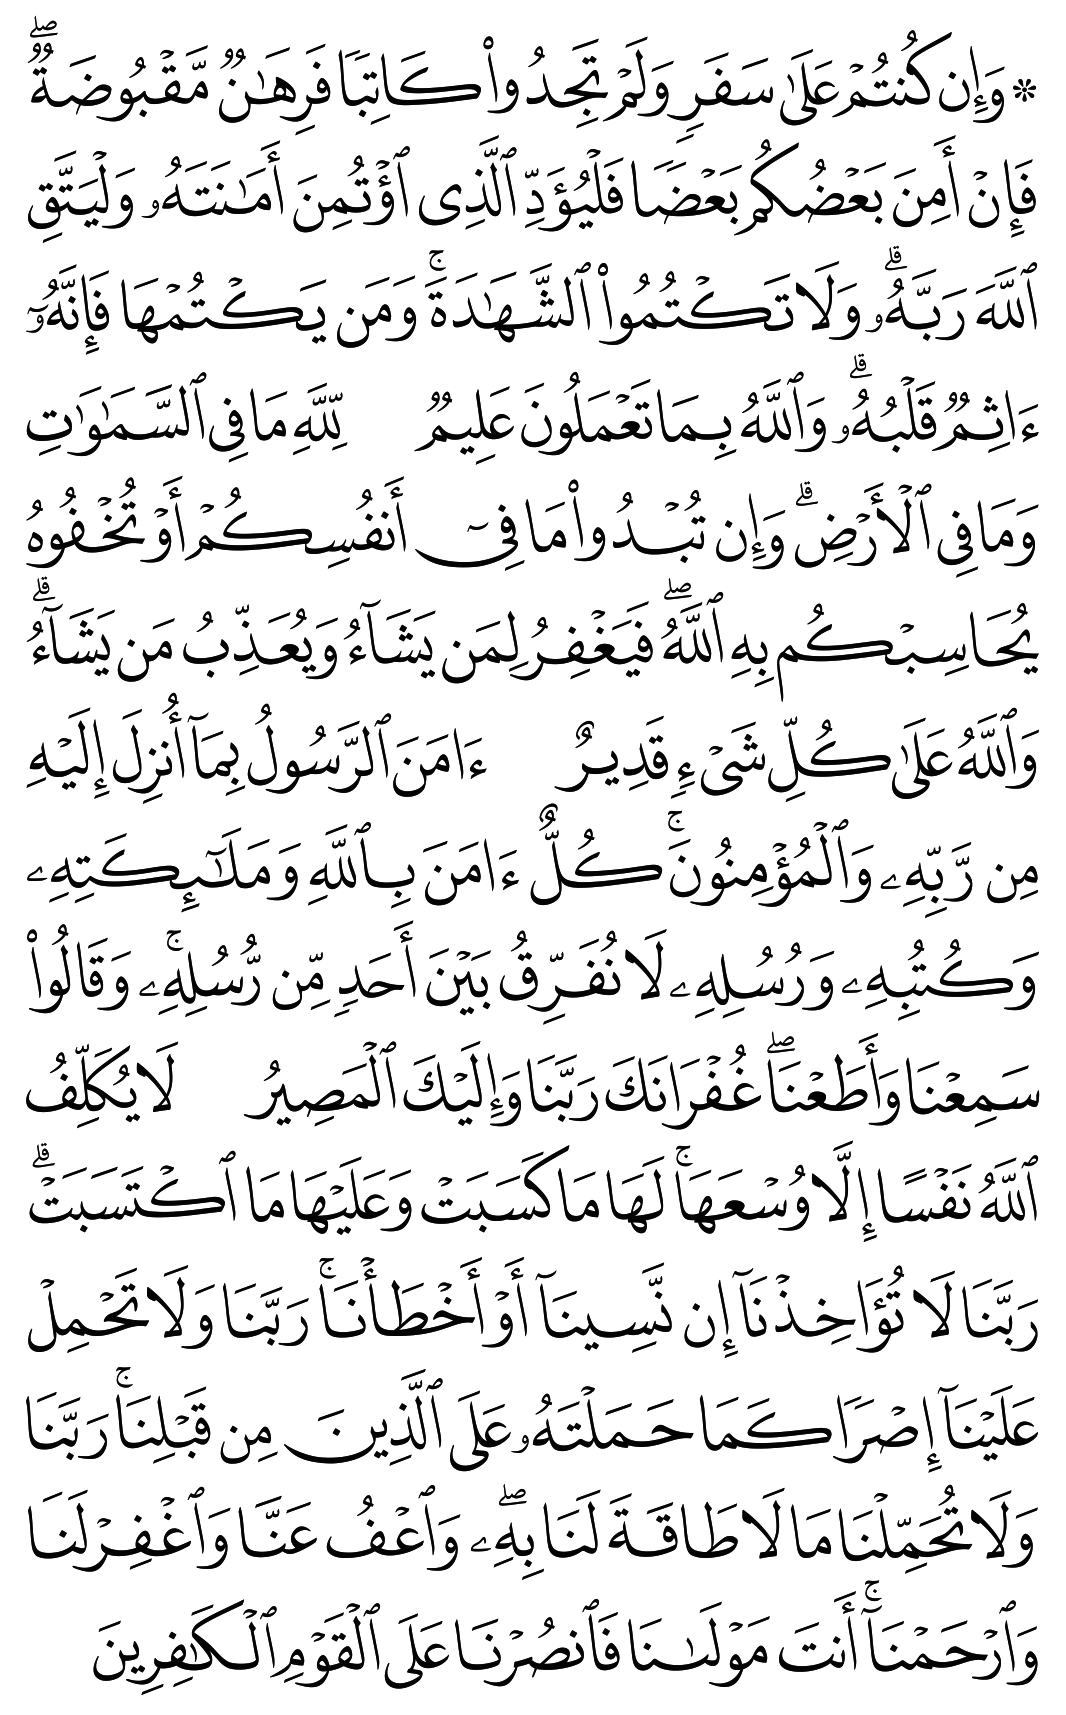 ۞ وَإِن كُنتُمۡ عَلَىٰ سَفَرٖ وَلَمۡ تَجِدُواْ كَاتِبٗا فَرِهَٰنٞ مَّقۡبُوضَةٞۖ
فَإِنۡ أَمِنَ بَعۡضُكُم بَعۡضٗا فَلۡيُؤَدِّ ٱلَّذِي ٱؤۡتُمِنَ أَمَٰنَتَهُۥ وَلۡيَتَّقِ
ٱللَّهَ رَبَّهُۥۗ وَلَا تَكۡتُمُواْ ٱلشَّهَٰدَةَۚ وَمَن يَكۡتُمۡهَا فَإِنَّهُۥٓ
ءَاثِمٞ قَلۡبُهُۥۗ وَٱللَّهُ بِمَا تَعۡمَلُونَ عَلِيمٞ لِّلَّهِ مَا فِي ٱلسَّمَٰوَٰتِ
وَمَا فِي ٱلۡأَرۡضِۗ وَإِن تُبۡدُواْ مَا فِيٓ أَنفُسِكُمۡ أَوۡ تُخۡفُوهُ
يُحَاسِبۡكُم بِهِ ٱللَّهُۖ فَيَغۡفِرُ لِمَن يَشَآءُ وَيُعَذِّبُ مَن يَشَآءُۗ
وَٱللَّهُ عَلَىٰ كُلِّ شَيۡءٖ قَدِيرٌ ءَامَنَ ٱلرَّسُولُ بِمَآ أُنزِلَ إِلَيۡهِ
مِن رَّبِّهِۦ وَٱلۡمُؤۡمِنُونَۚ كُلٌّ ءَامَنَ بِٱللَّهِ وَمَلَٰٓئِكَتِهِۦ
وَكُتُبِهِۦ وَرُسُلِهِۦ لَا نُفَرِّقُ بَيۡنَ أَحَدٖ مِّن رُّسُلِهِۦۚ وَقَالُواْ
سَمِعۡنَا وَأَطَعۡنَاۖ غُفۡرَانَكَ رَبَّنَا وَإِلَيۡكَ ٱلۡمَصِيرُ لَا يُكَلِّفُ
ٱللَّهُ نَفۡسًا إِلَّا وُسۡعَهَاۚ لَهَا مَا كَسَبَتۡ وَعَلَيۡهَا مَا ٱكۡتَسَبَتۡۗ
رَبَّنَا لَا تُؤَاخِذۡنَآ إِن نَّسِينَآ أَوۡ أَخۡطَأۡنَاۚ رَبَّنَا وَلَا تَحۡمِلۡ
عَلَيۡنَآ إِصۡرٗا كَمَا حَمَلۡتَهُۥ عَلَى ٱلَّذِينَ مِن قَبۡلِنَاۚ رَبَّنَا
وَلَا تُحَمِّلۡنَا مَا لَا طَاقَةَ لَنَا بِهِۦۖ وَٱعۡفُ عَنَّا وَٱغۡفِرۡ لَنَا
وَٱرۡحَمۡنَآۚ أَنتَ مَوۡلَىٰنَا فَٱنصُرۡنَا عَلَى ٱلۡقَوۡمِ ٱلۡكَٰفِرِينَ